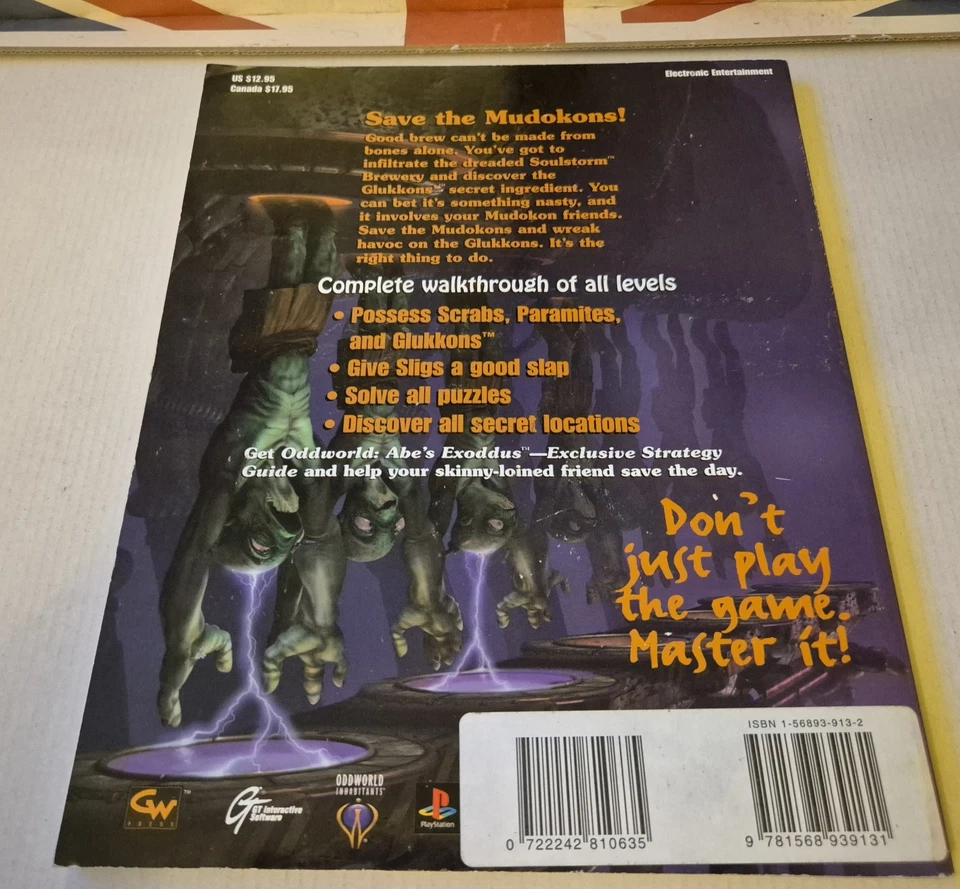 US $12.95
Canada $17.95
Electronic Entertainment
Save the Mudokons!
Good brew can't be made from
bones alone. You've got to
infiltrate the dreaded Soulstorm™
Brewery and discover the
Glukkons™ secret ingredient. You
can bet it's something nasty, and
it involves your Mudokon friends.
Save the Mudokons and wreak
havoc on the Glukkons. It's the
right thing to do.
Complete walkthrough of all levels
• Possess Scrabs, Paramites,
and Glukkons™
• Give Sligs a good slap
• Solve all puzzles
• Discover all secret locations
Get Oddworld: Abe's Exoddus™—Exclusive Strategy
Guide and help your skinny-loined friend save the day.
Don't
just play
the game.
Master it!
GW™
PRESS
GT Interactive
Software
ODDWORLD
INHABITANTS
PlayStation
ISBN 1-56893-913-2
0 722242 810635
9 781568 939131